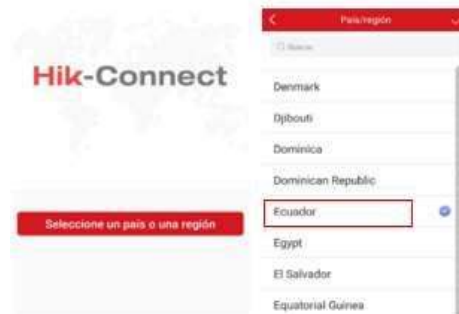 Hik-Connect
Seleccione un país o una región
País/región
Buscar
Denmark
Djibouti
Dominica
Dominican Republic
Ecuador
Egypt
El Salvador
Equatorial Guinea